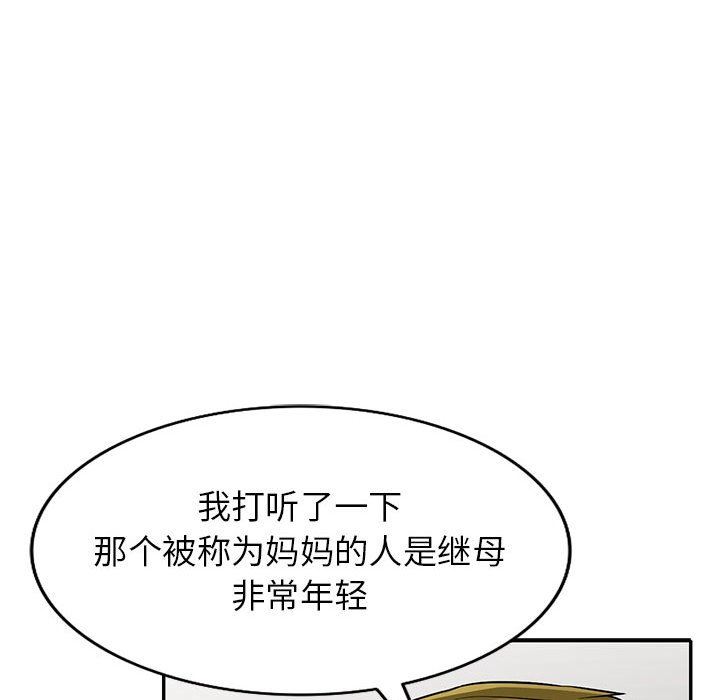 我打听了一下
那个被称为妈妈的人是继母
非常年轻